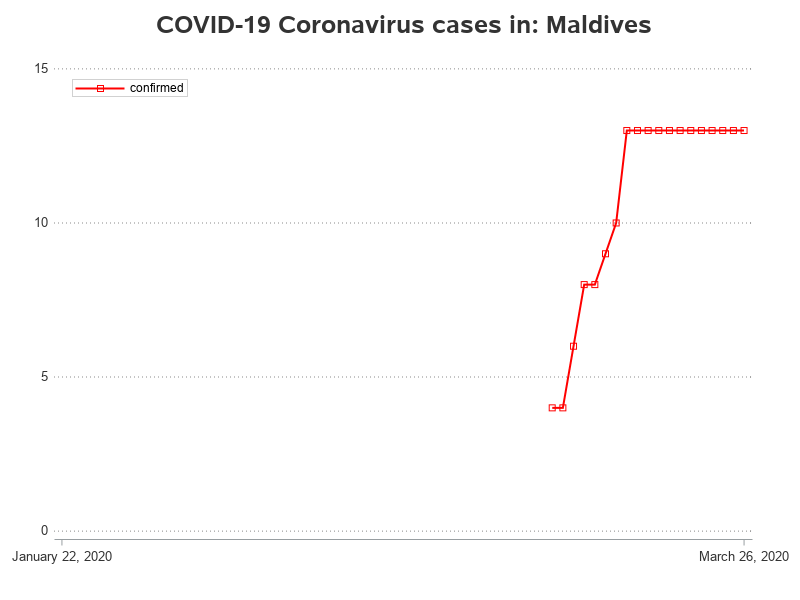 COVID-19 Coronavirus cases in: Maldives
15
confirmed
10
5
0
January 22, 2020
March 26, 2020